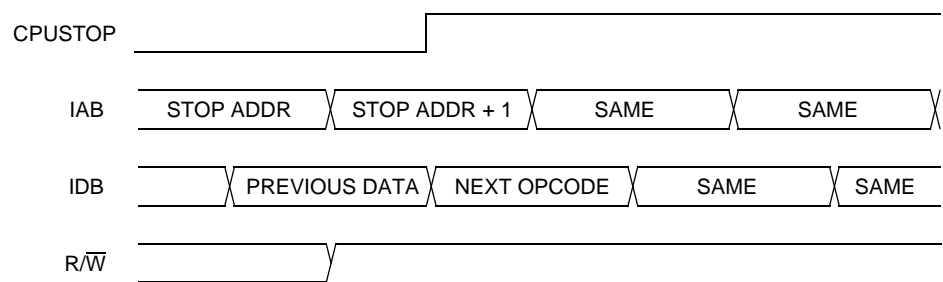 CPUSTOP
IAB STOP ADDR STOP ADDR + 1 SAME SAME
IDB PREVIOUS DATA NEXT OPCODE SAME SAME
R/W̅